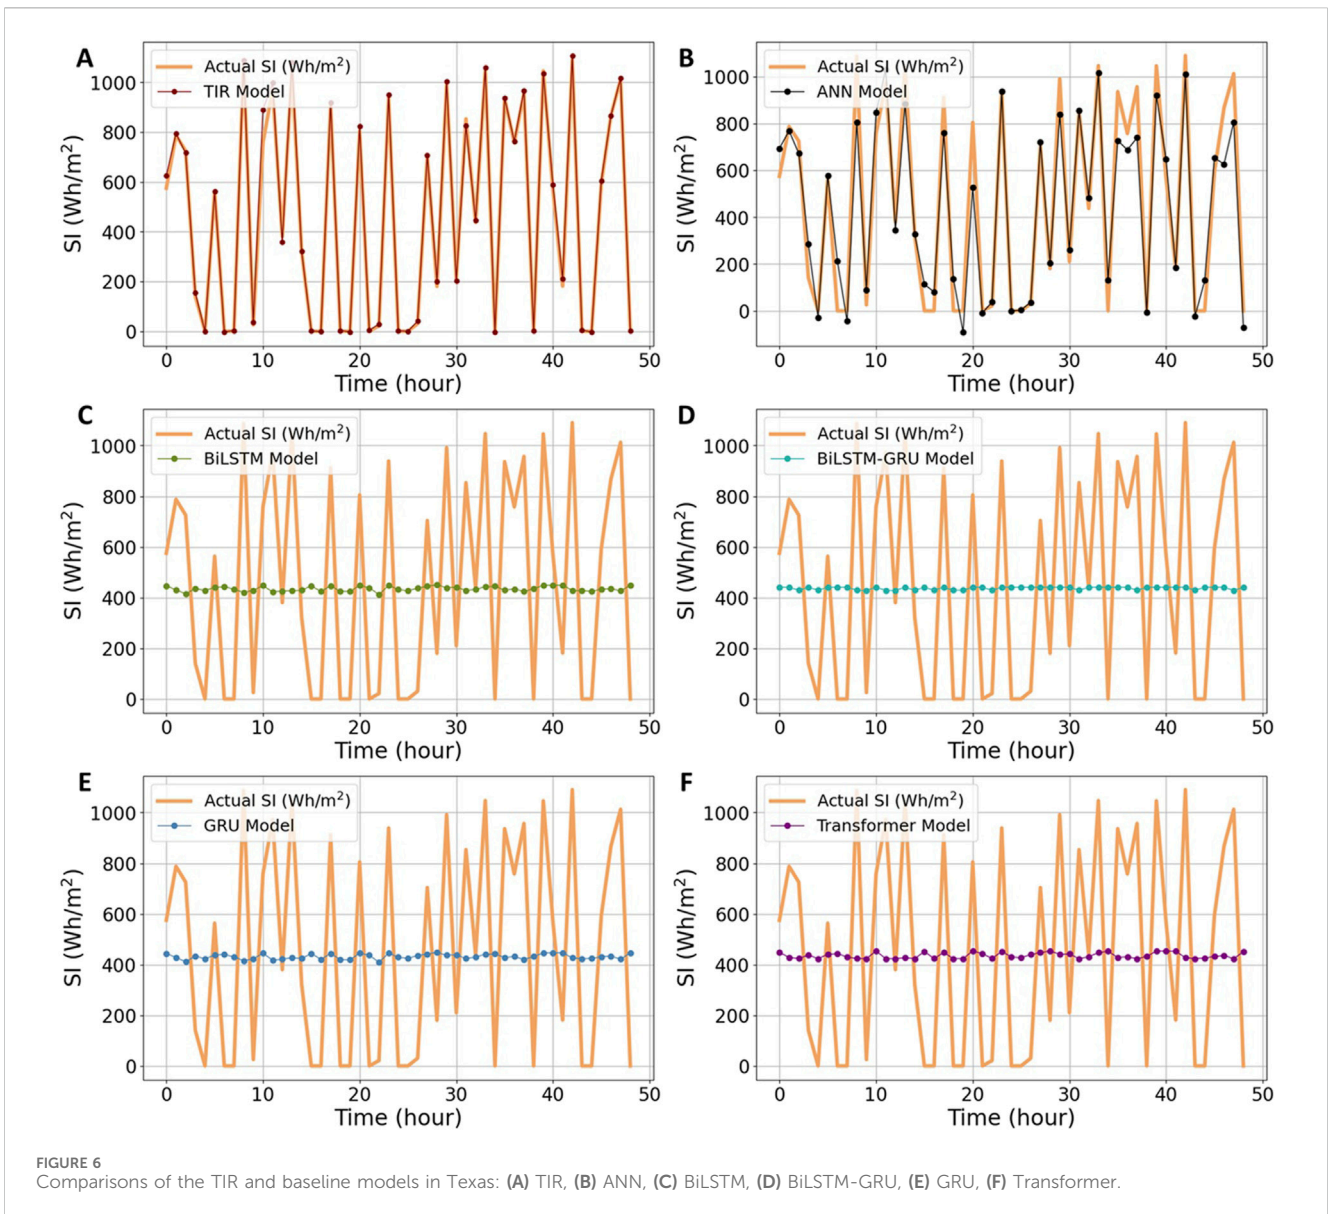 A
Actual SI (Wh/m²)
TIR Model
SI (Wh/m²)
1000
800
600
400
200
0
0 10 20 30 40 50
Time (hour)
B
Actual SI (Wh/m²)
ANN Model
SI (Wh/m²)
1000
800
600
400
200
0
0 10 20 30 40 50
Time (hour)
C
Actual SI (Wh/m²)
BiLSTM Model
SI (Wh/m²)
1000
800
600
400
200
0
0 10 20 30 40 50
Time (hour)
D
Actual SI (Wh/m²)
BiLSTM-GRU Model
SI (Wh/m²)
1000
800
600
400
200
0
0 10 20 30 40 50
Time (hour)
E
Actual SI (Wh/m²)
GRU Model
SI (Wh/m²)
1000
800
600
400
200
0
0 10 20 30 40 50
Time (hour)
F
Actual SI (Wh/m²)
Transformer Model
SI (Wh/m²)
1000
800
600
400
200
0
0 10 20 30 40 50
Time (hour)
FIGURE 6
Comparisons of the TIR and baseline models in Texas: (A) TIR, (B) ANN, (C) BiLSTM, (D) BiLSTM-GRU, (E) GRU, (F) Transformer.